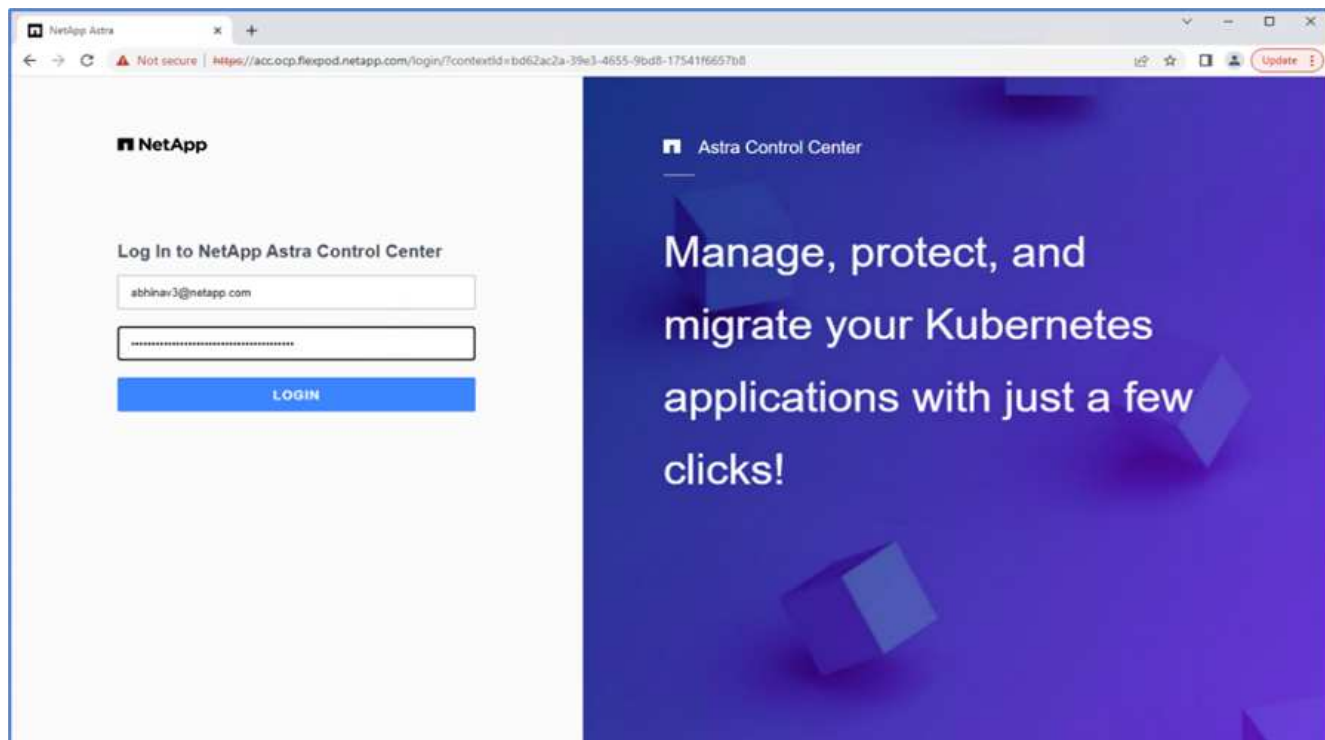 NetApp Astra
Not secure | https://acc.ocp.flexpod.netapp.com/login/?contextId=bd62ac2a-39e3-4655-9bd8-17541f6657b8
Update
NetApp
Log In to NetApp Astra Control Center
abhinav3@netapp.com
LOGIN
Astra Control Center
Manage, protect, and
migrate your Kubernetes
applications with just a few
clicks!